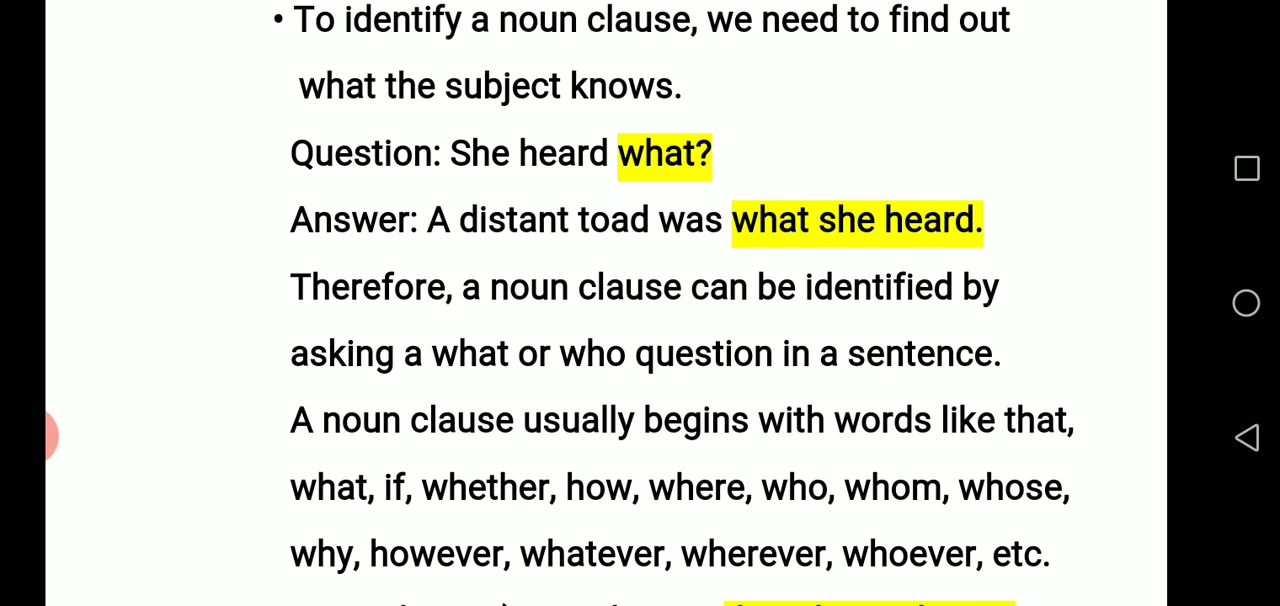 • To identify a noun clause, we need to find out
what the subject knows.
Question: She heard what?
Answer: A distant toad was what she heard.
Therefore, a noun clause can be identified by
asking a what or who question in a sentence.
A noun clause usually begins with words like that,
what, if, whether, how, where, who, whom, whose,
why, however, whatever, wherever, whoever, etc.